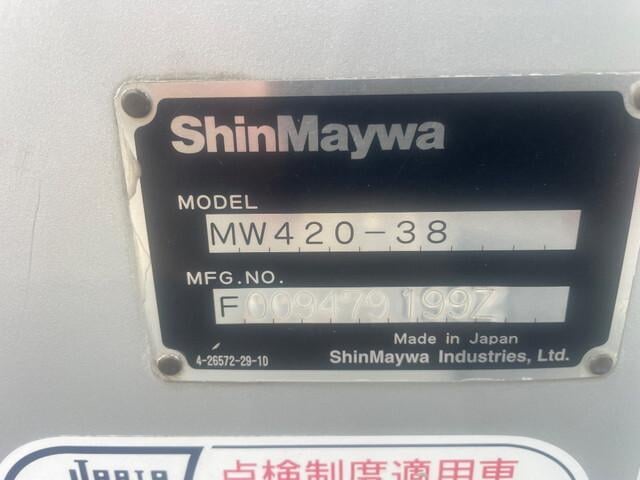 ShinMaywa
MODEL
MW420-38
MFG.NO.
F009479199Z
Made in Japan
4-26572-29-1D
ShinMaywa Industries, Ltd.
点検制度適用車